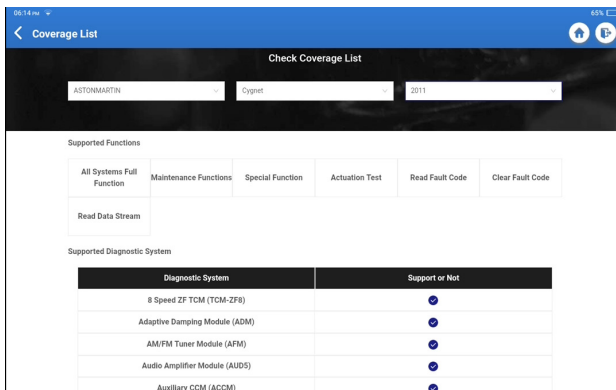 06:14 PM 65%
Coverage List
Check Coverage List
ASTONMARTIN Cygnet 2011
Supported Functions
All Systems Full Function Maintenance Functions Special Function Actuation Test Read Fault Code Clear Fault Code
Read Data Stream
Supported Diagnostic System
Diagnostic System Support or Not
8 Speed ZF TCM (TCM-ZF8)
Adaptive Damping Module (ADM)
AM/FM Tuner Module (AFM)
Audio Amplifier Module (AUD5)
Auxiliary CCM (ACCM)